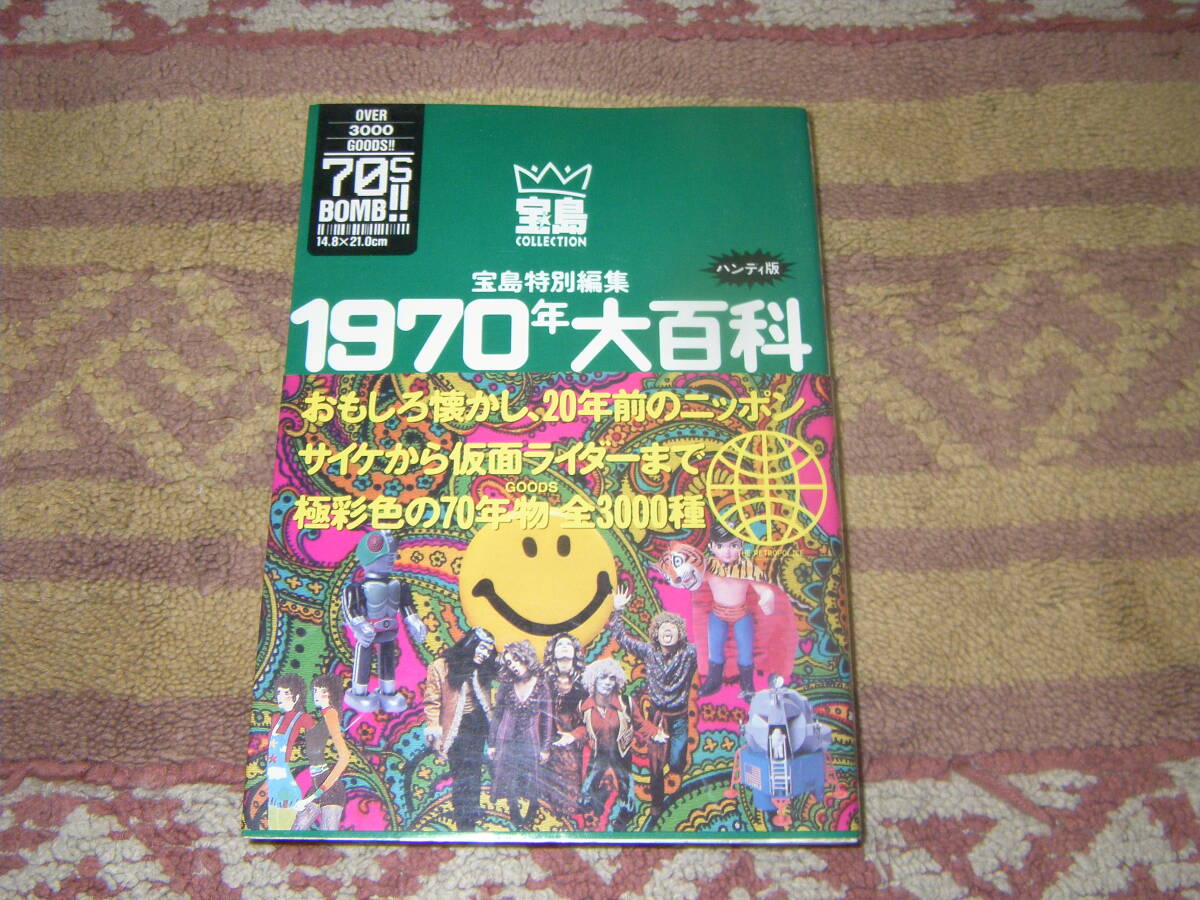 OVER
3000
GOODS!!
70S
BOMB!!
14.8×21.0cm
宝島
COLLECTION
ハンディ版
宝島特別編集
1970年大百科
おもしろ懐かし、20年前のニッポン
サイケから仮面ライダーまで
GOODS
極彩色の70年物 全3000種
THE RETROPOLIS